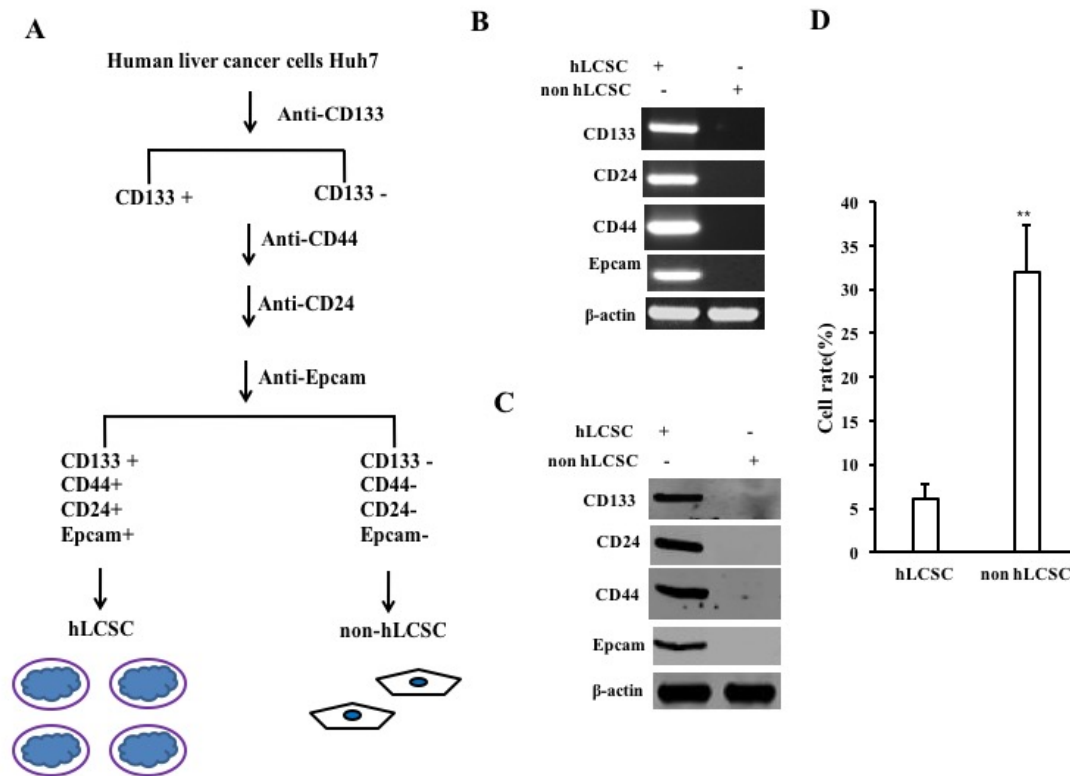 A
Human liver cancer cells Huh7
Anti-CD133
CD133 +
CD133 -
Anti-CD44
Anti-CD24
Anti-Epcam
CD133 +
CD44+
CD24+
Epcam+
CD133 -
CD44-
CD24-
Epcam-
hLCSC
non-hLCSC
B
hLCSC + -
non hLCSC - +
CD133
CD24
CD44
Epcam
β-actin
C
hLCSC + -
non hLCSC - +
CD133
CD24
CD44
Epcam
β-actin
D
Cell rate(%)
40
35
30
25
20
15
10
5
0
**
hLCSC
non hLCSC